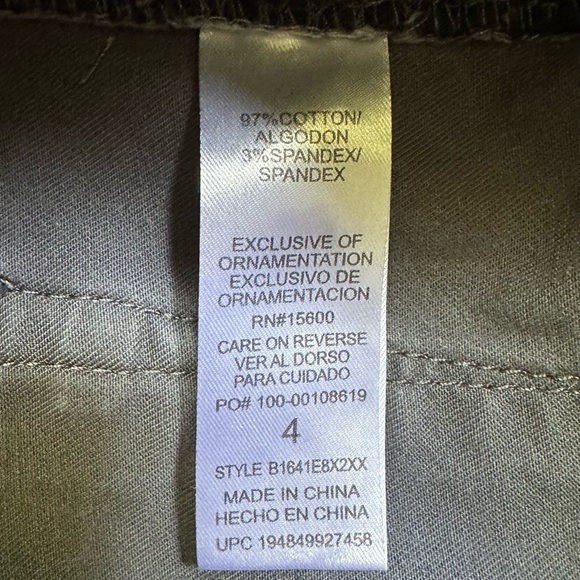 97%COTTON/
ALGODON
3%SPANDEX/
SPANDEX
EXCLUSIVE OF
ORNAMENTATION
EXCLUSIVO DE
ORNAMENTACION
RN#15600
CARE ON REVERSE
VER AL DORSO
PARA CUIDADO
PO# 100-00108619
4
STYLE B1641E8X2XX
MADE IN CHINA
HECHO EN CHINA
UPC 194849927458